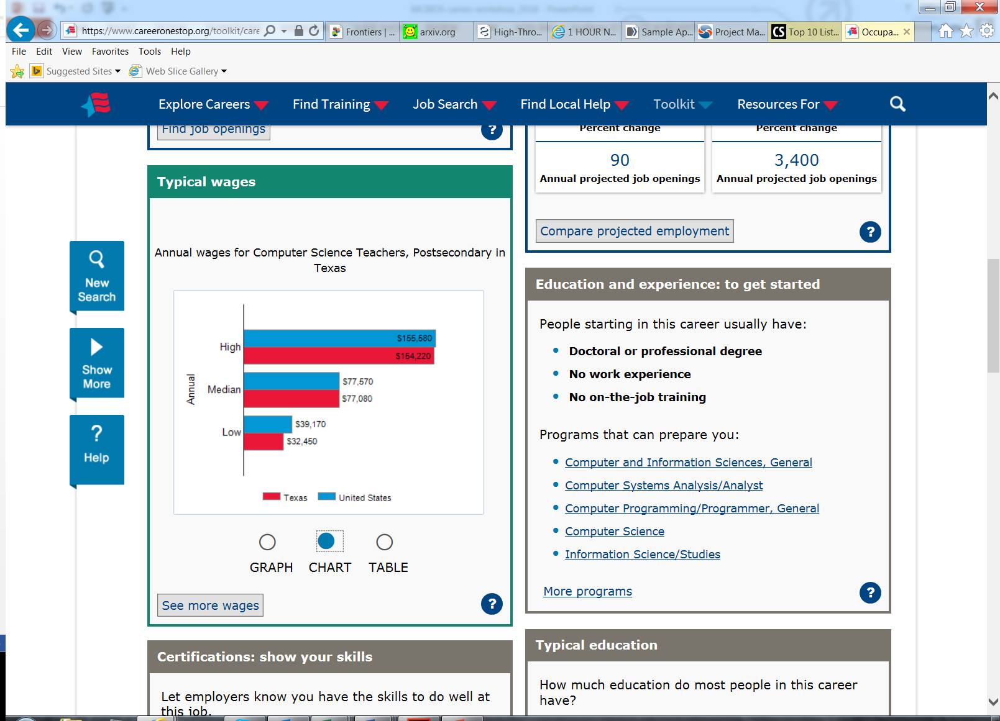 https://www.careeronestop.org/toolkit/care
Frontiers | ...
arxiv.org
High-Thro...
1 HOUR N...
Sample Ap...
Project Ma...
CS Top 10 List...
Occupa...
File Edit View Favorites Tools Help
Suggested Sites
Web Slice Gallery
Explore Careers
Find Training
Job Search
Find Local Help
Toolkit
Resources For
Find job openings
?
Typical wages
Annual wages for Computer Science Teachers, Postsecondary in
Texas
Annual
High
$155,580
$154,220
Median
$77,570
$77,080
Low
$39,170
$32,450
Texas
United States
GRAPH
CHART
TABLE
See more wages
?
Certifications: show your skills
Let employers know you have the skills to do well at
this job.
New
Search
Show
More
?
Help
Percent change
Percent change
90
3,400
Annual projected job openings
Annual projected job openings
Compare projected employment
?
Education and experience: to get started
People starting in this career usually have:
Doctoral or professional degree
No work experience
No on-the-job training
Programs that can prepare you:
Computer and Information Sciences, General
Computer Systems Analysis/Analyst
Computer Programming/Programmer, General
Computer Science
Information Science/Studies
More programs
?
Typical education
How much education do most people in this career
have?